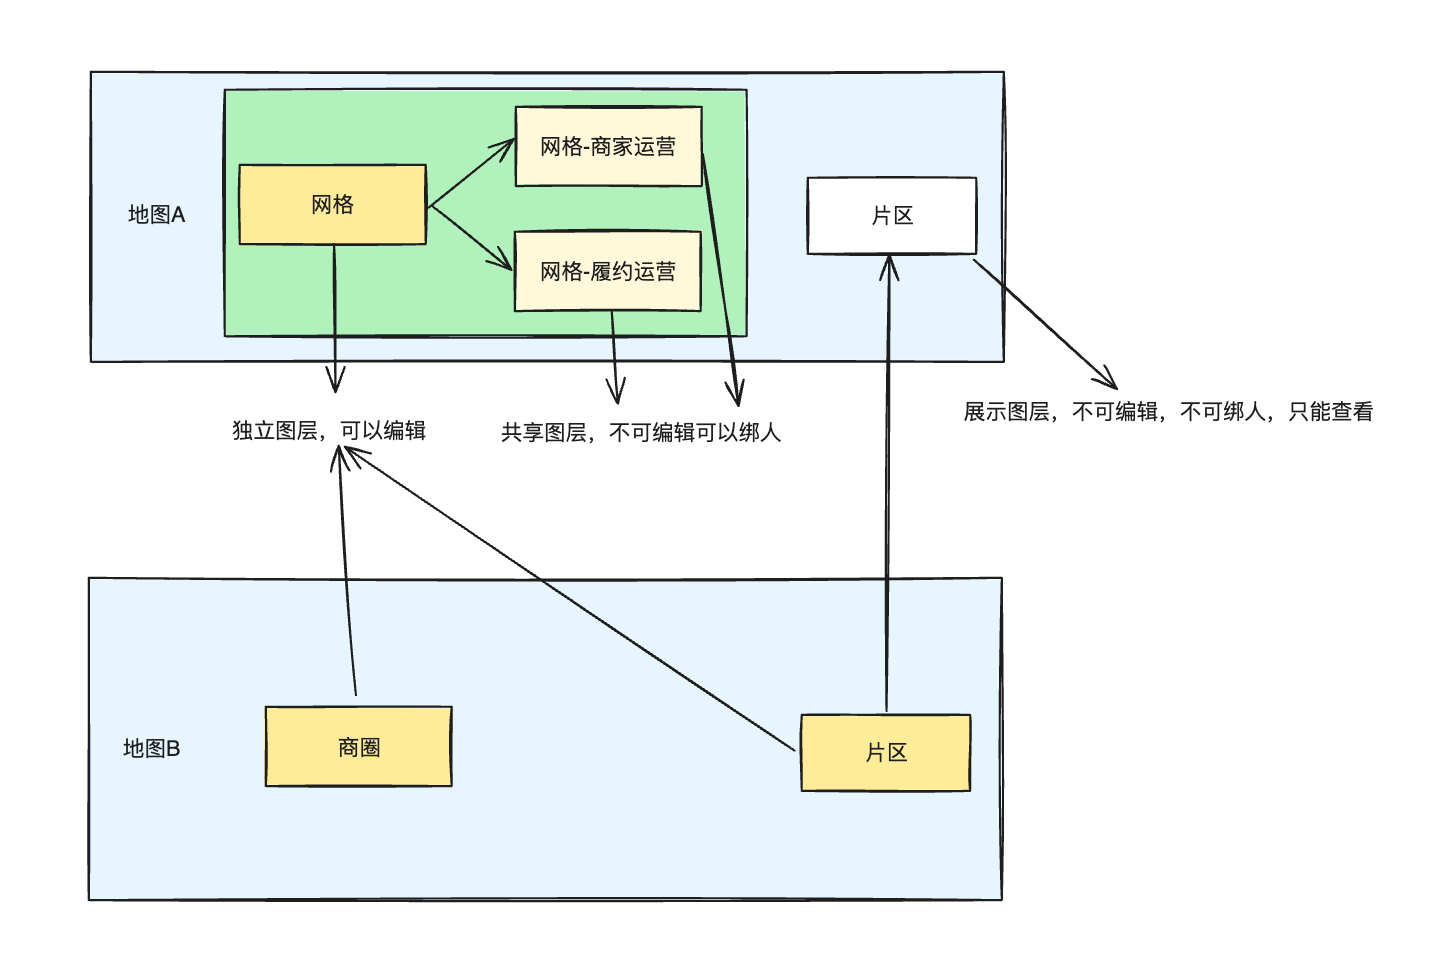 网格-商家运营
网格
片区
地图A
网格-履约运营
展示图层，不可编辑，不可绑人，只能查看
独立图层，可以编辑
共享图层，不可编辑可以绑人
地图B
商圈
片区